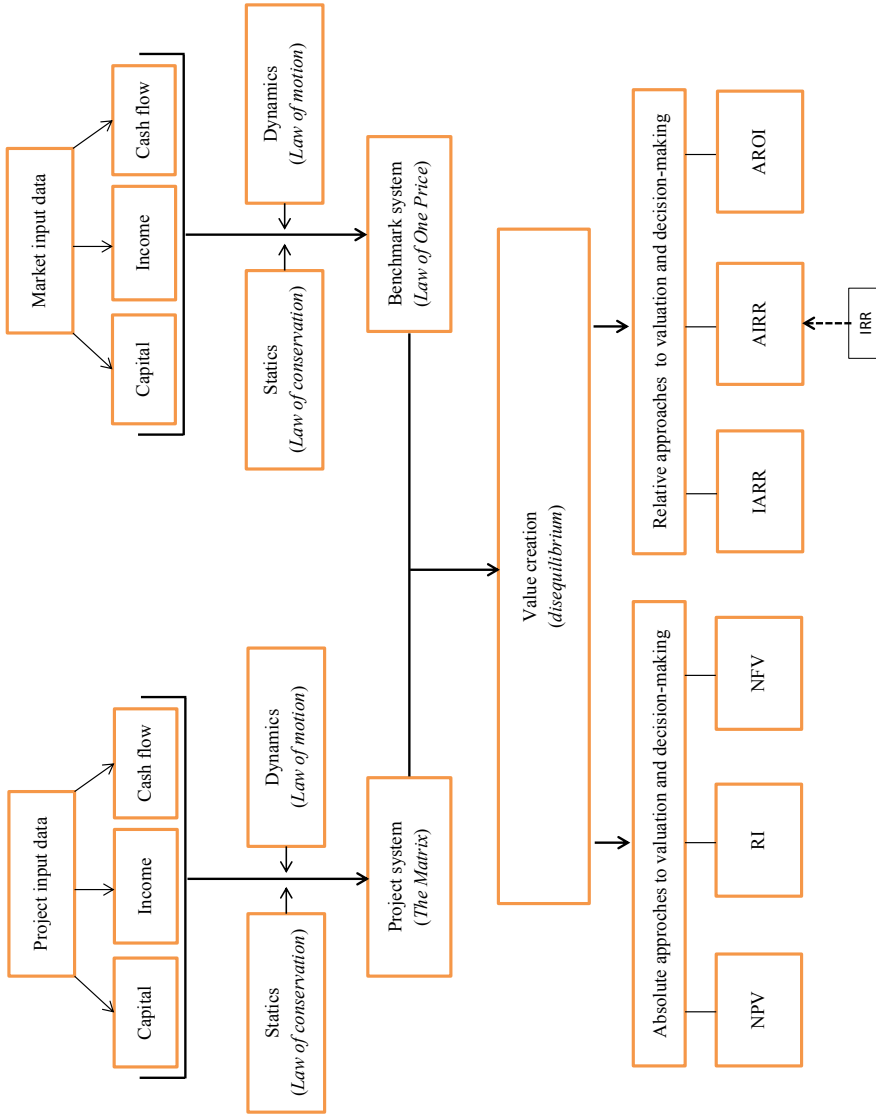 Project input data
Market input data
Capital
Income
Cash flow
Capital
Income
Cash flow
Statics
(Law of conservation)
Dynamics
(Law of motion)
Statics
(Law of conservation)
Dynamics
(Law of motion)
Project system
(The Matrix)
Benchmark system
(Law of One Price)
Value creation
(disequilibrium)
Absolute approches to valuation and decision-making
Relative approaches to valuation and decision-making
NPV
RI
NFV
IARR
AIRR
AROI
IRR